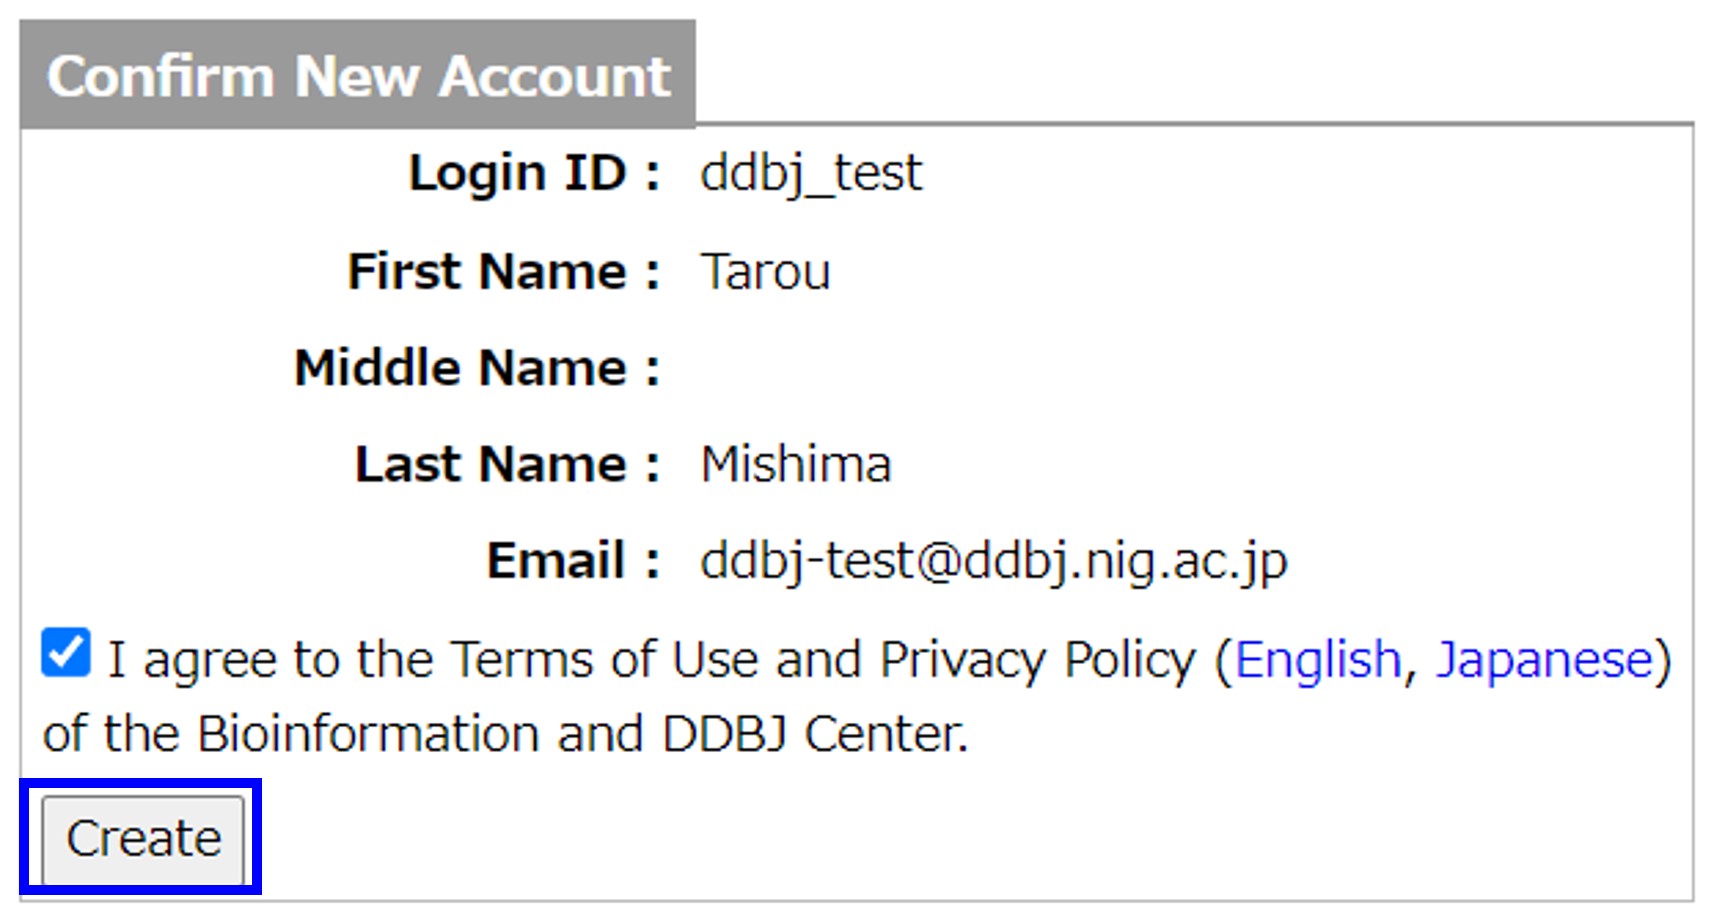 Confirm New Account
Login ID : ddbj_test
First Name : Tarou
Middle Name :
Last Name : Mishima
Email : ddbj-test@ddbj.nig.ac.jp
I agree to the Terms of Use and Privacy Policy (English, Japanese)
of the Bioinformation and DDBJ Center.
Create